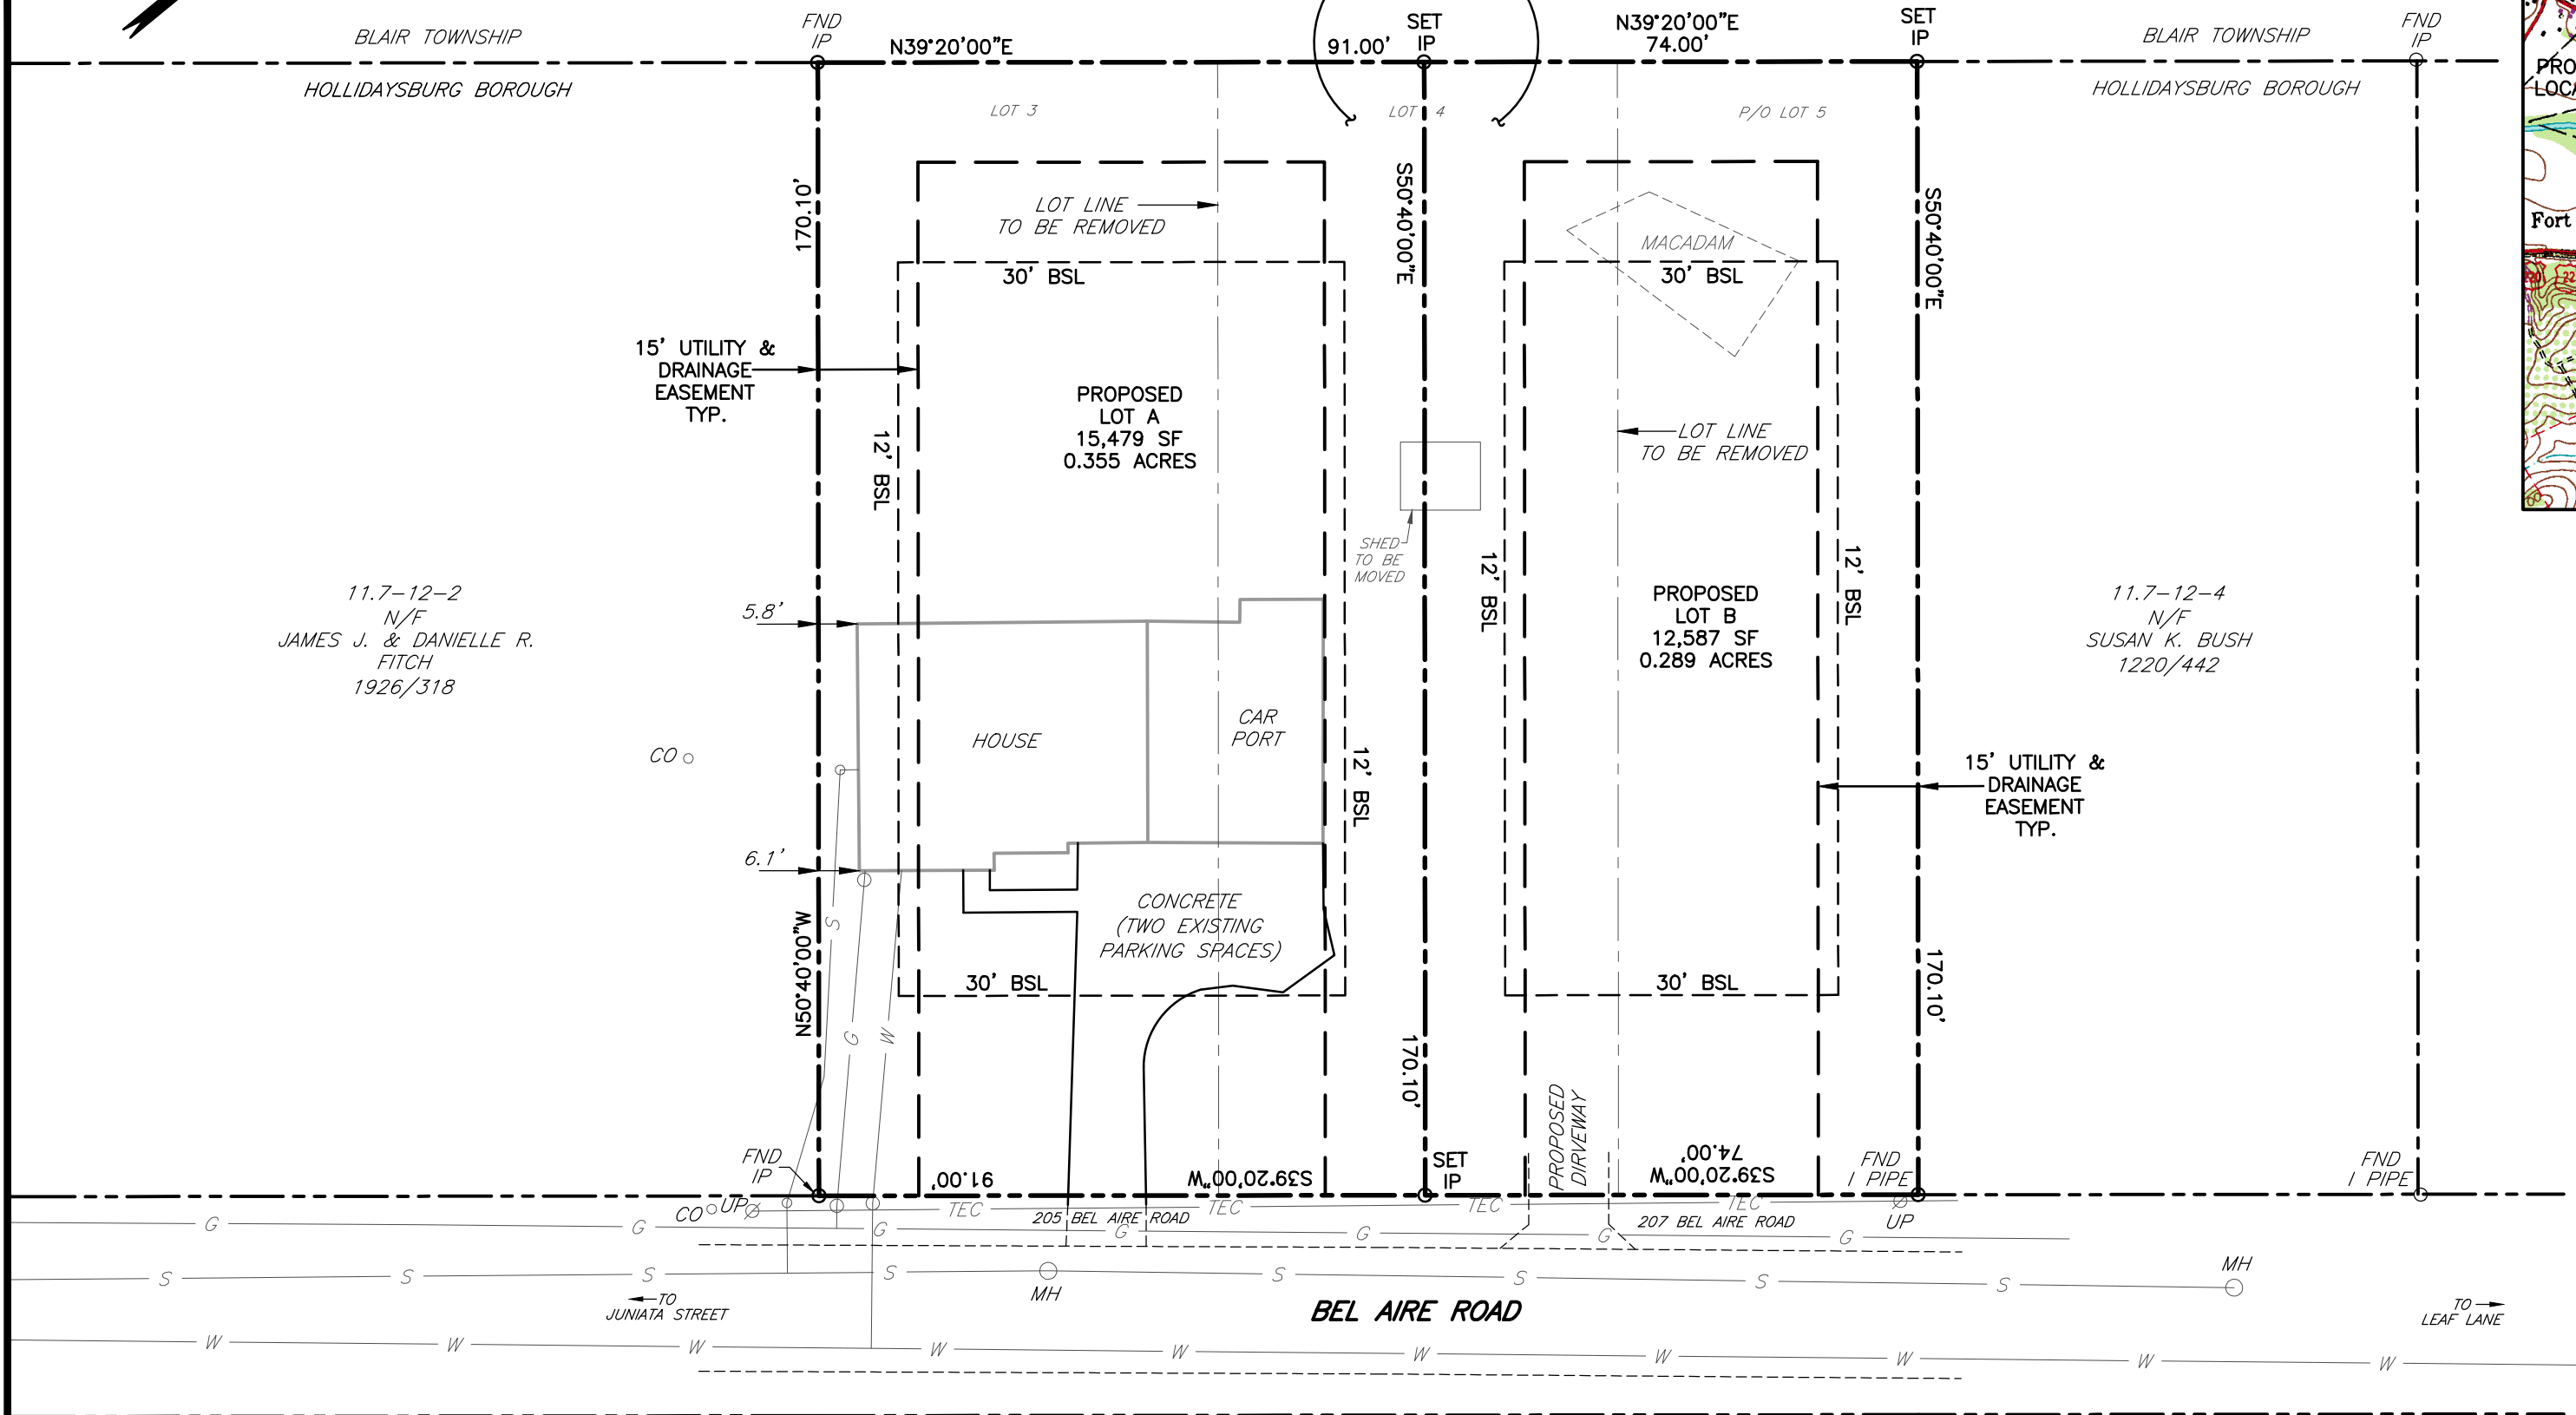 BLAIR TOWNSHIP
HOLLIDAYSBURG BOROUGH
FND
IP
N39°20'00"E
91.00'
SET
IP
N39°20'00"E
74.00'
SET
IP
BLAIR TOWNSHIP
HOLLIDAYSBURG BOROUGH
FND
IP
LOT 3
LOT 4
P/O LOT 5
170.10'
LOT LINE
TO BE REMOVED
S50°40'00"E
MACADAM
S50°40'00"E
30' BSL
30' BSL
Fort
15' UTILITY &
DRAINAGE
EASEMENT
TYP.
PROPOSED
LOT A
15,479 SF
0.355 ACRES
12' BSL
LOT LINE
TO BE REMOVED
SHED
TO BE
MOVED
12' BSL
12' BSL
PROPOSED
LOT B
12,587 SF
0.289 ACRES
11.7-12-2
N/F
JAMES J. & DANIELLE R.
FITCH
1926/318
5.8'
11.7-12-4
N/F
SUSAN K. BUSH
1220/442
CO
HOUSE
CAR
PORT
12' BSL
15' UTILITY &
DRAINAGE
EASEMENT
TYP.
6.1'
CONCRETE
(TWO EXISTING
PARKING SPACES)
N50°40'00"W
S
G
W
30' BSL
30' BSL
170.10'
170.10'
PROPOSED
DIRVEWAY
FND
IP
91.00'
S39°20'00"W
SET
IP
74.00'
S39°20'00"W
FND
I PIPE
FND
I PIPE
CO
UP
TEC
TEC
TEC
TEC
UP
205 BEL AIRE ROAD
207 BEL AIRE ROAD
G G G G G G G
S S S S S S S S
MH
MH
TO
JUNIATA STREET
BEL AIRE ROAD
TO
LEAF LANE
W W W W W W W W W W